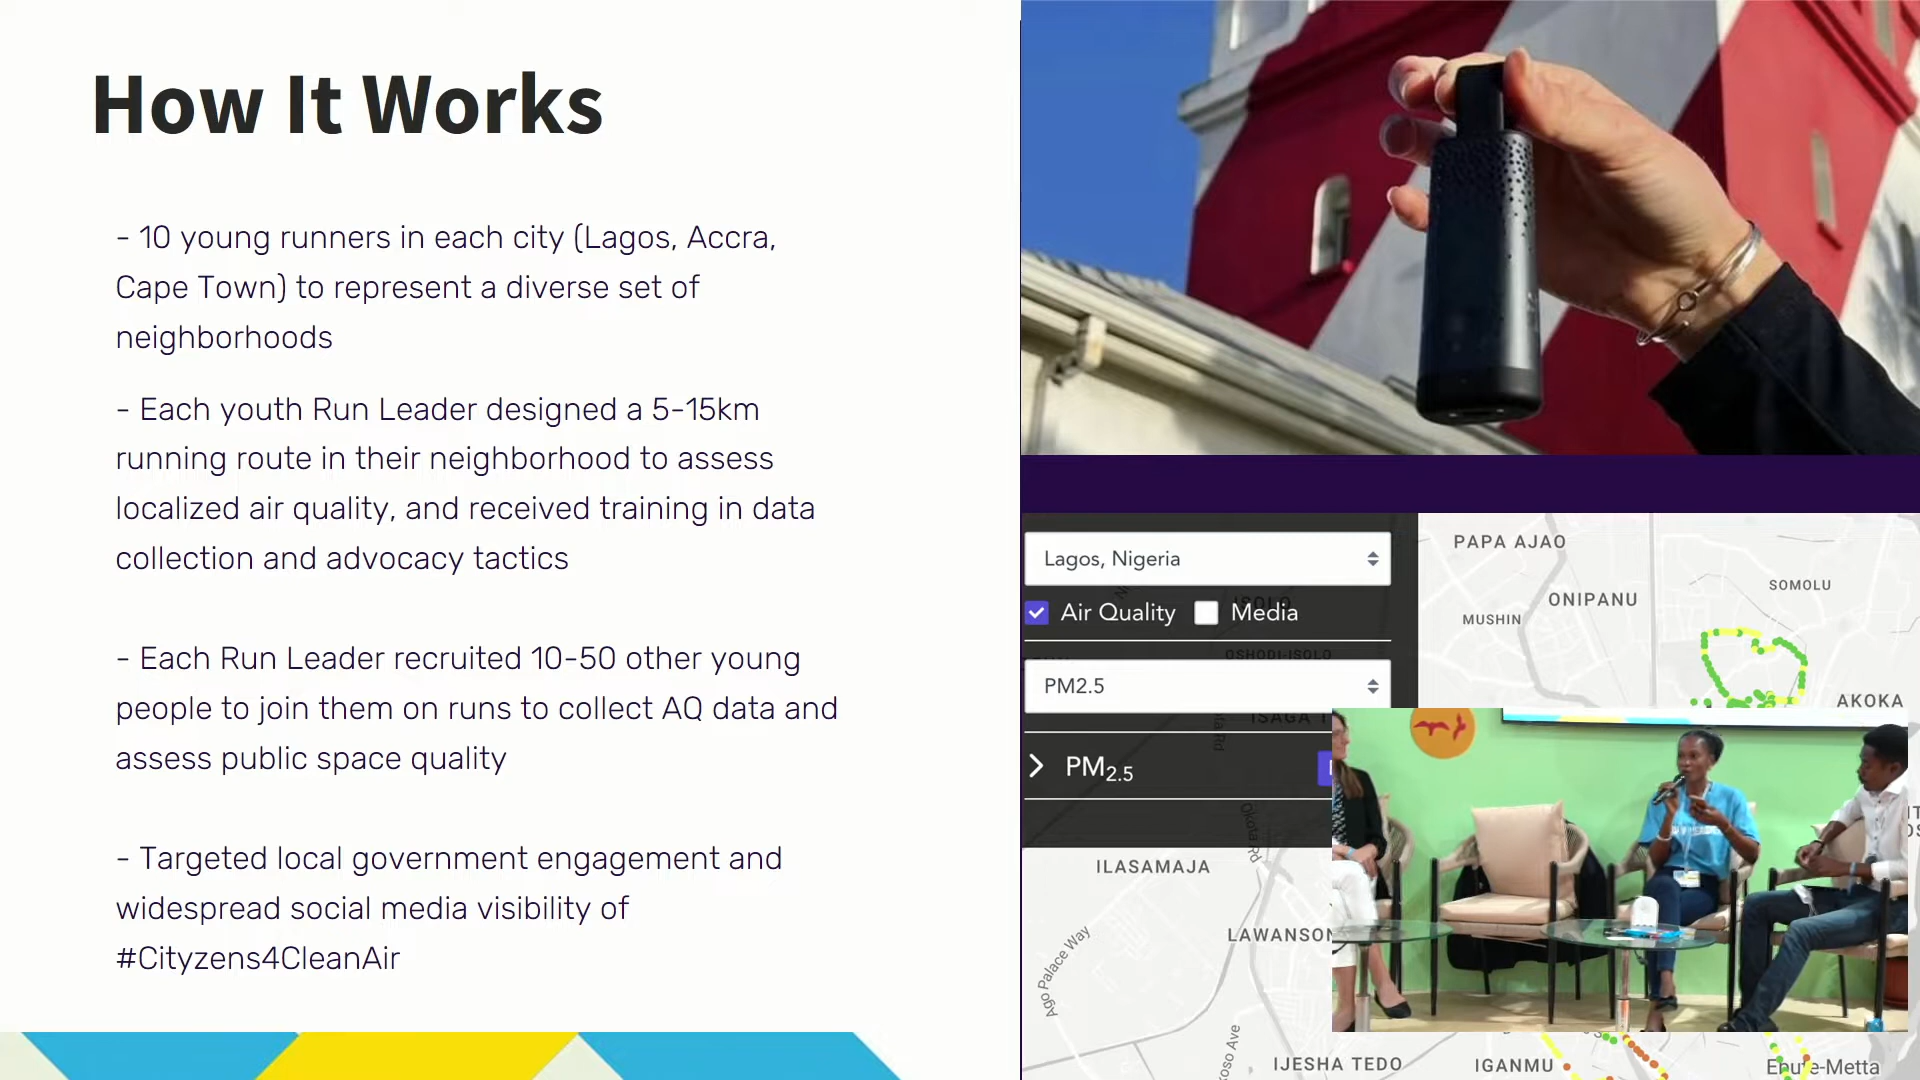 How It Works
- 10 young runners in each city (Lagos, Accra,
Cape Town) to represent a diverse set of
neighborhoods
- Each youth Run Leader designed a 5-15km
running route in their neighborhood to assess
localized air quality, and received training in data
collection and advocacy tactics
- Each Run Leader recruited 10-50 other young
people to join them on runs to collect AQ data and
assess public space quality
- Targeted local government engagement and
widespread social media visibility of
#Cityzens4CleanAir
Lagos, Nigeria
Air Quality
Media
ISOLO
OSHODI-ISOLO
PM2.5
ISAGA T
PM2.5
PAPA AJAO
SOMOLU
ONIPANU
MUSHIN
AKOKA
Okota Rd
ILASAMAJA
LAWANSON
Ago Palace Way
IJESHA TEDO
IGANMU
Ebute-Metta